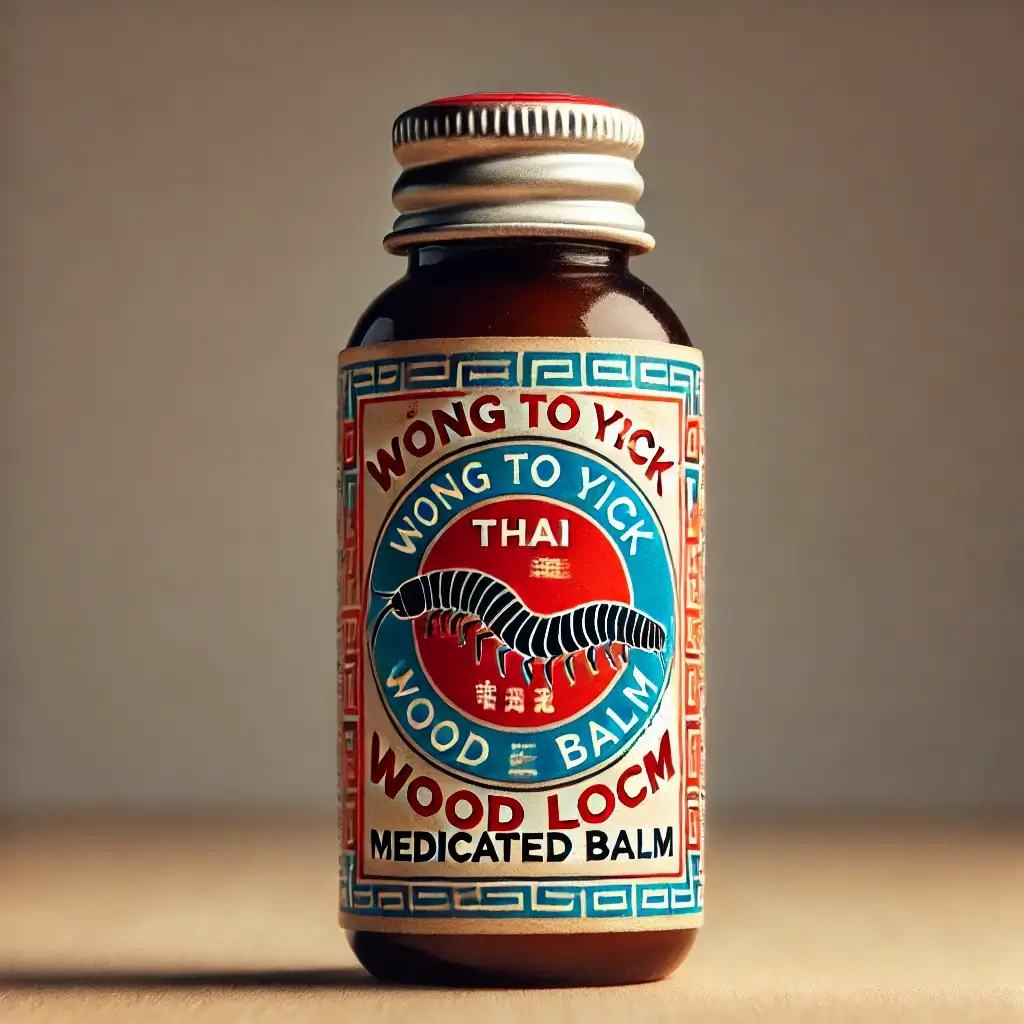 WONG TO YICK
WONG TO YICK
THAI
WOOD BALM
WOOD LOCM
MEDICATED BALM